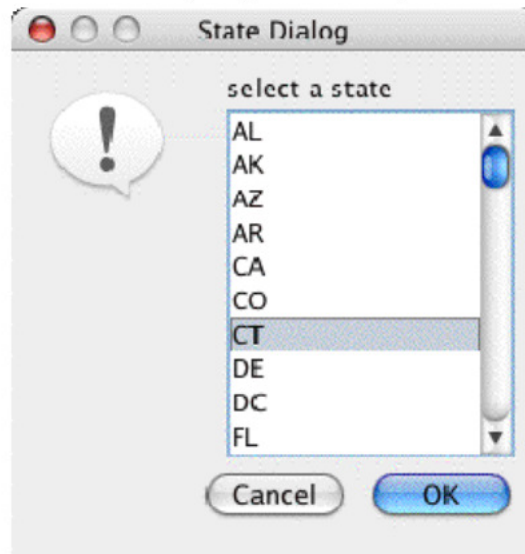 State Dialog
select a state
AL
AK
AZ
AR
CA
CO
CT
DE
DC
FL
Cancel OK